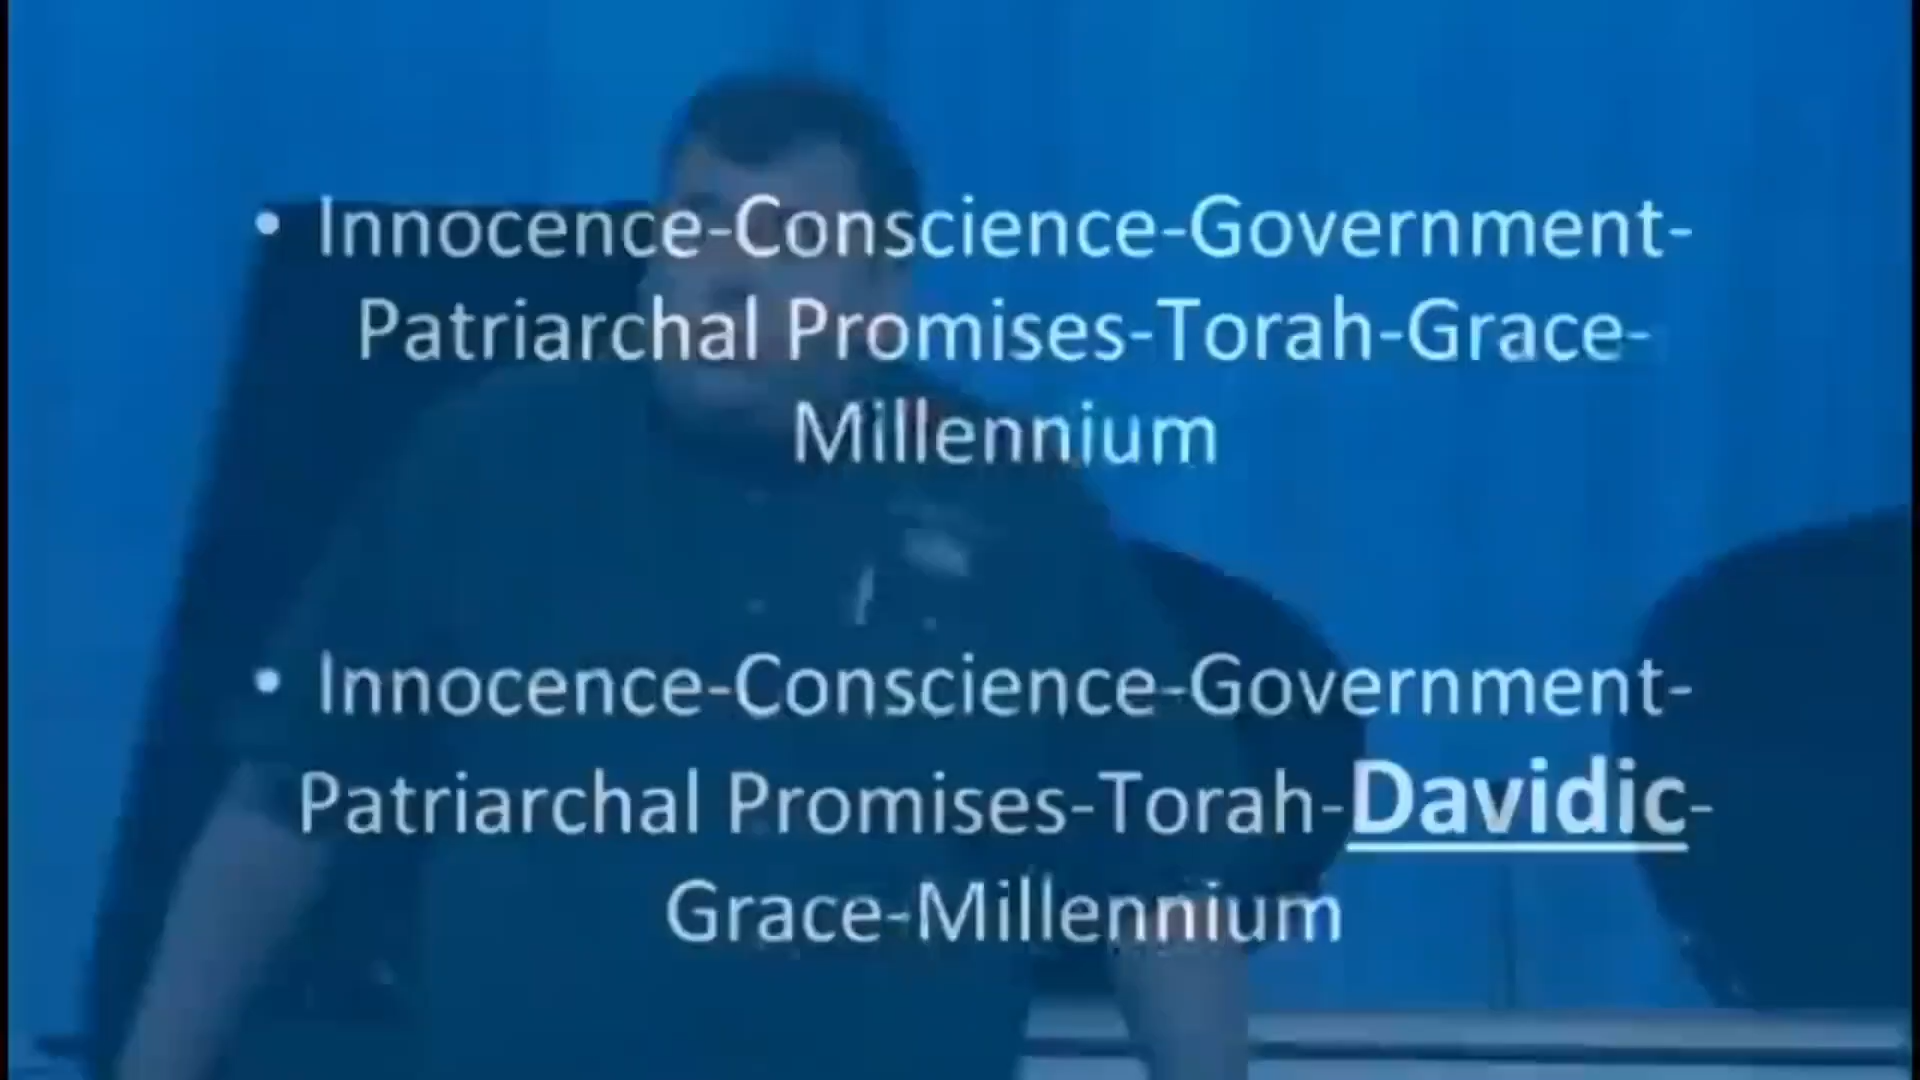 • Innocence-Conscience-Government-
Patriarchal Promises-Torah-Grace-
Millennium
• Innocence-Conscience-Government-
Patriarchal Promises-Torah-Davidic-
Grace-Millennium